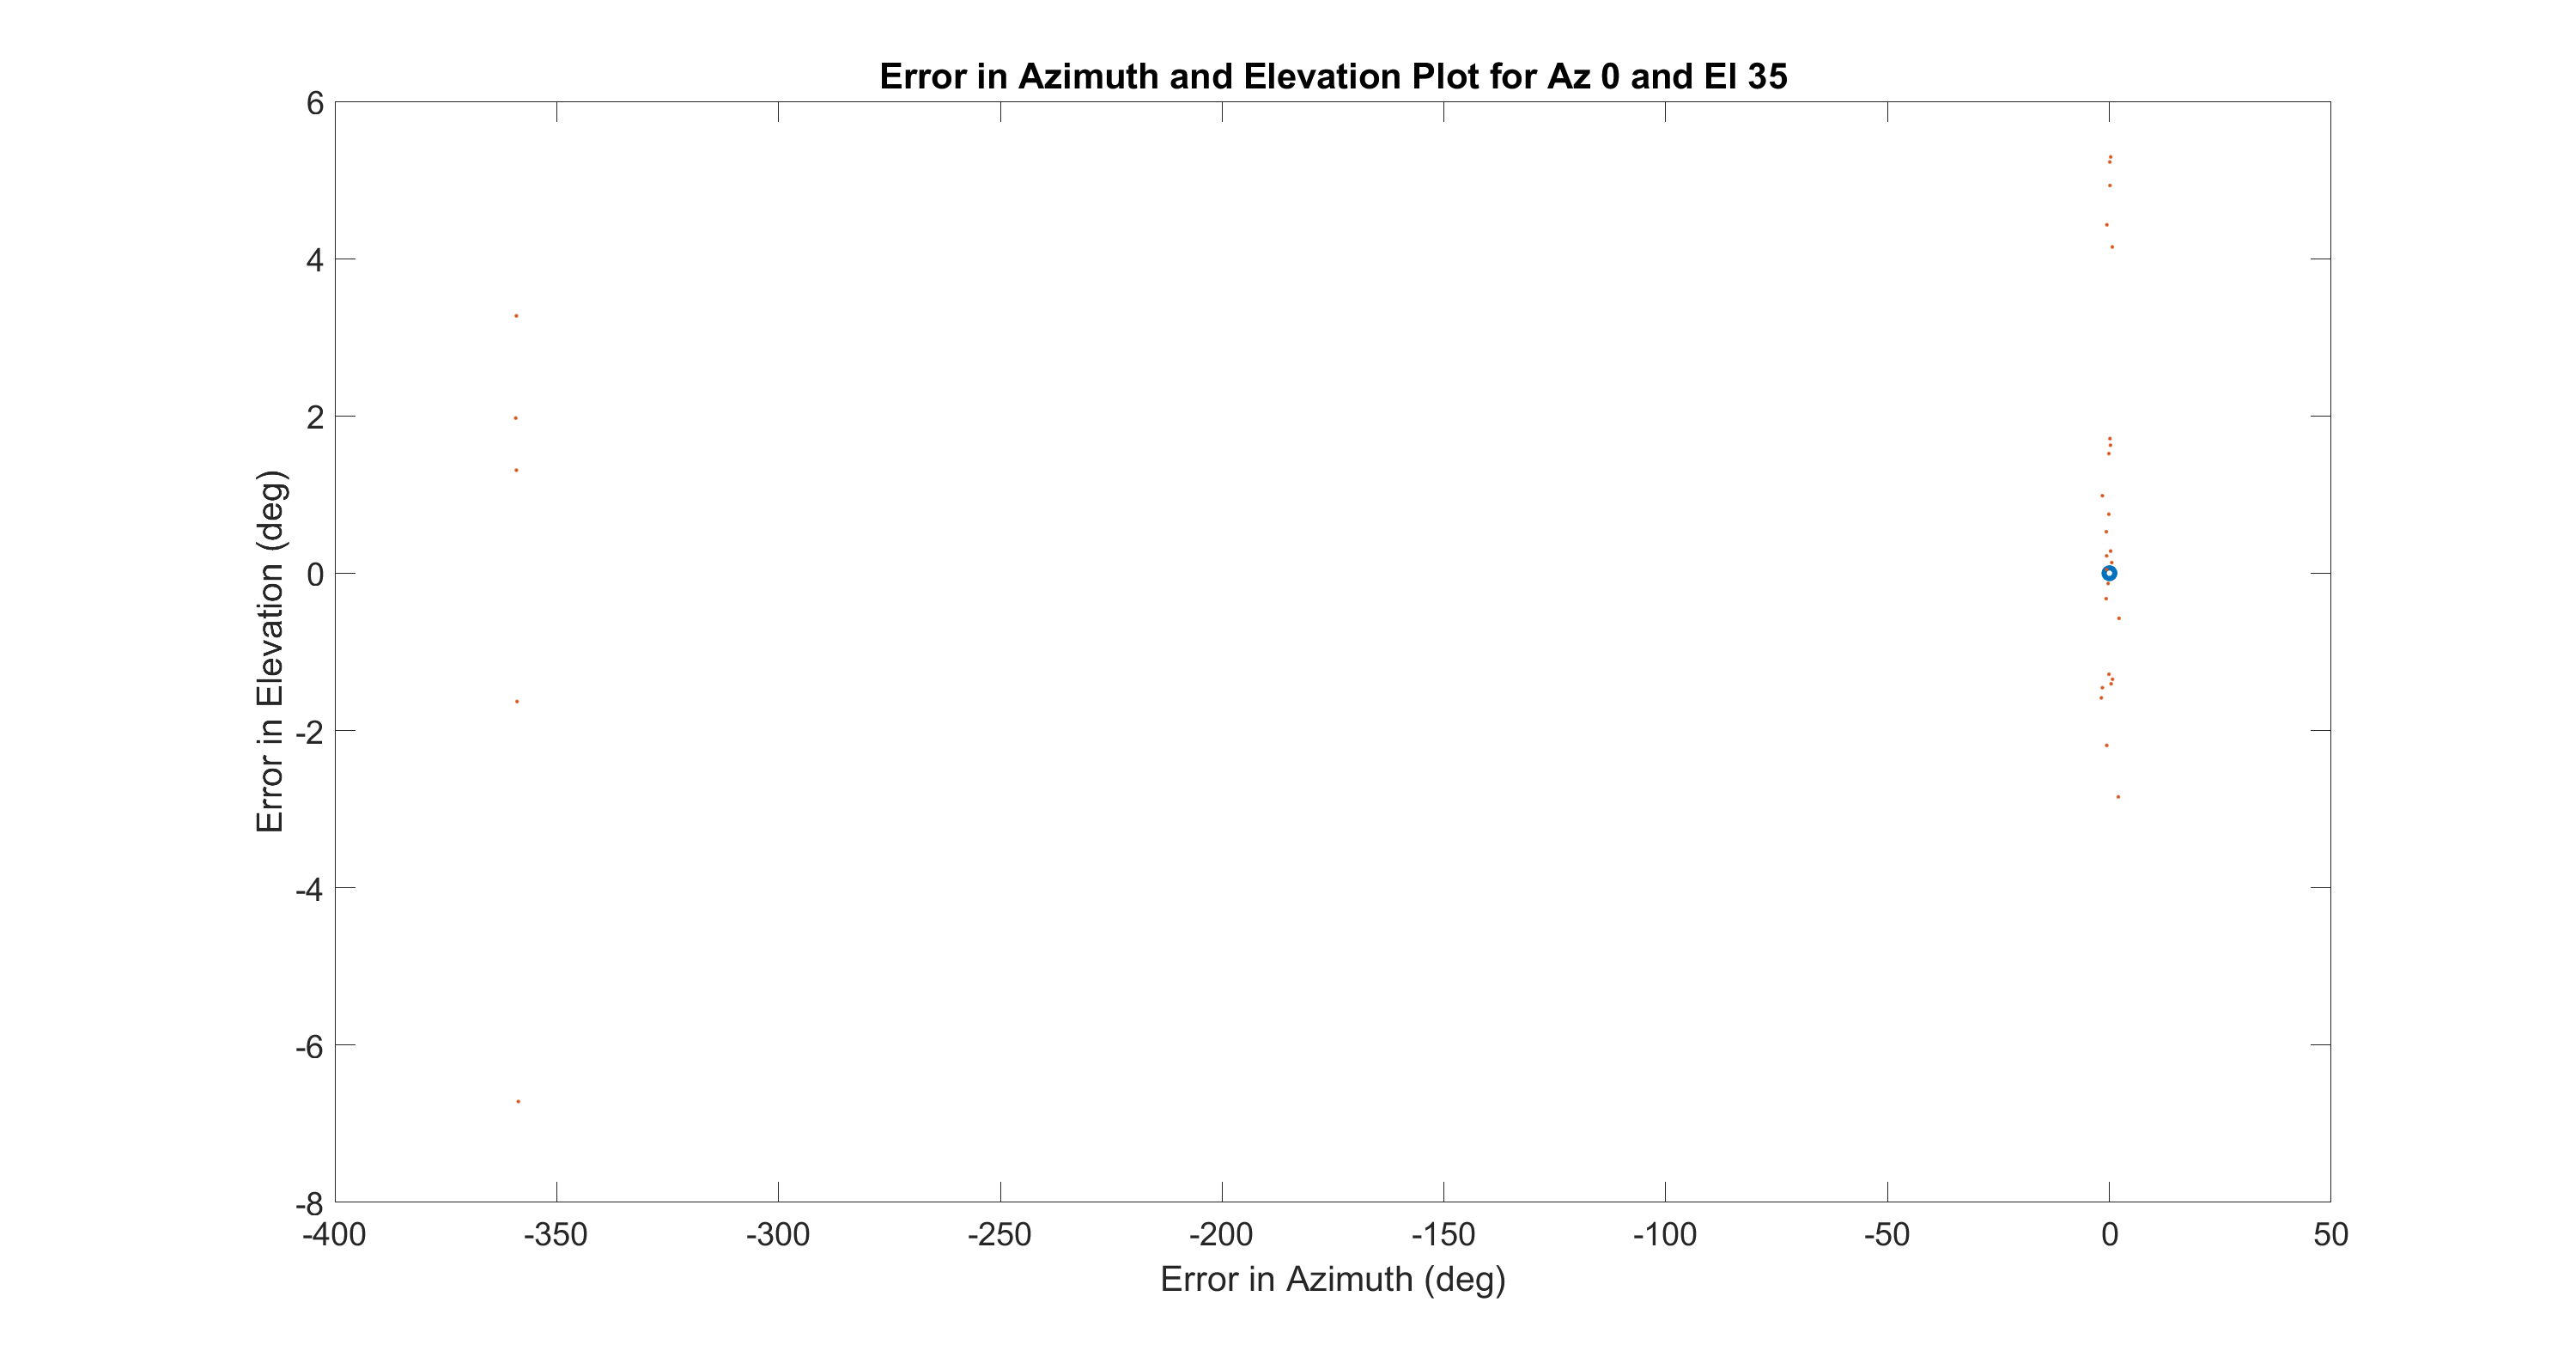 Error in Azimuth and Elevation Plot for Az 0 and El 35
6
4
2
0
-2
-4
-6
-8
Error in Elevation (deg)
-400 -350 -300 -250 -200 -150 -100 -50 0 50
Error in Azimuth (deg)